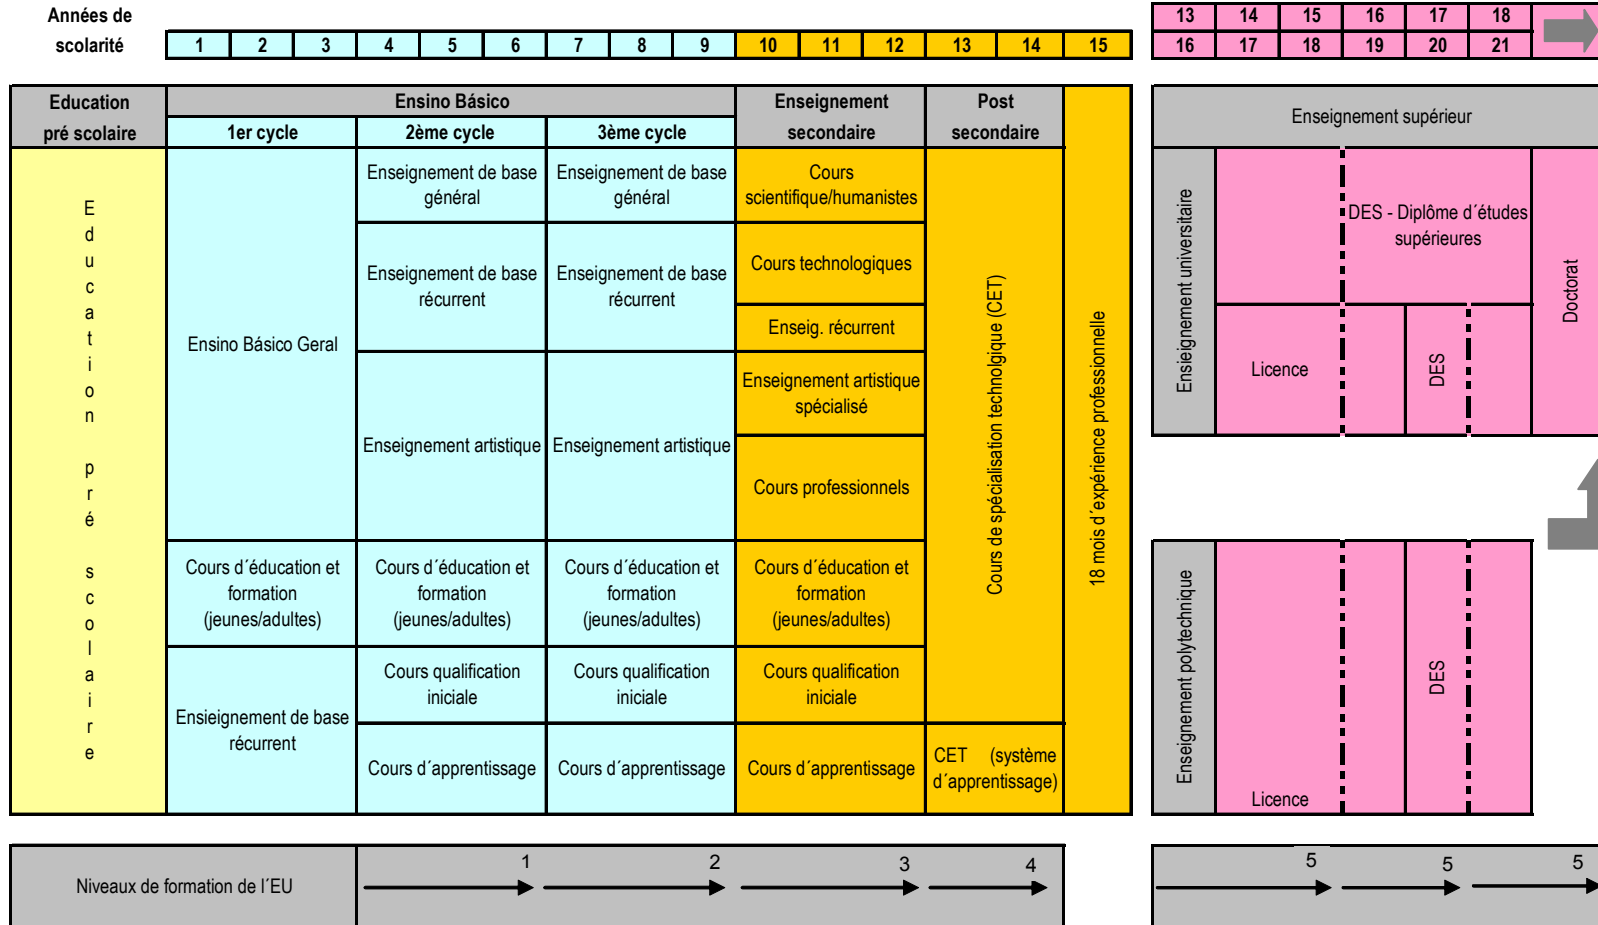 Années de
scolarité
1 2 3 4 5 6 7 8 9 10 11 12 13 14 15
13 14 15 16 17 18
16 17 18 19 20 21
Education
pré scolaire
Ensino Básico
1er cycle
2ème cycle
3ème cycle
Enseignement
secondaire
Post
secondaire
Enseignement supérieur
Education pré scolaire
Ensino Básico Geral
Cours d´éducation et
formation
(jeunes/adultes)
Ensieignement de base
récurrent
Enseignement de base
général
Enseignement de base
récurrent
Enseignement artistique
Cours d´éducation et
formation
(jeunes/adultes)
Cours qualification
iniciale
Cours d´apprentissage
Enseignement de base
général
Enseignement de base
récurrent
Enseignement artistique
Cours d´éducation et
formation
(jeunes/adultes)
Cours qualification
iniciale
Cours d´apprentissage
Cours
scientifique/humanistes
Cours technologiques
Enseig. récurrent
Enseignement artistique
spécialisé
Cours professionnels
Cours d´éducation et
formation
(jeunes/adultes)
Cours qualification
iniciale
Cours d´apprentissage
Cours de spécialisation technolgique (CET)
CET (système
d´apprentissage)
18 mois d´expérience professionnelle
Ensieignement universitaire
DES - Diplôme d´études
supérieures
Licence
DES
Doctorat
Enseignement polytechnique
Licence
DES
Niveaux de formation de l´EU
1 2 3 4 5 5 5